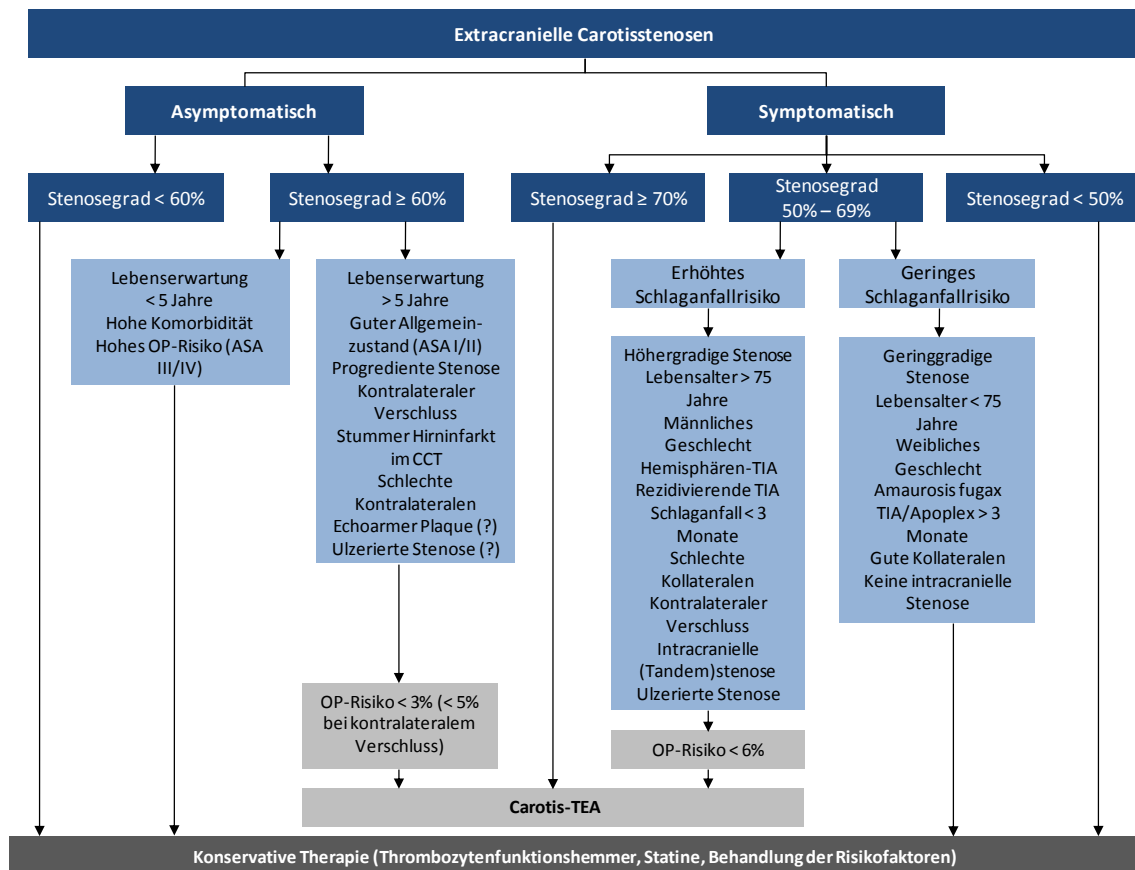 Extracranielle Carotisstenosen
Asymptomatisch
Symptomatisch
Stenosegrad < 60%
Stenosegrad ≥ 60%
Stenosegrad ≥ 70%
Stenosegrad
50% – 69%
Stenosegrad < 50%
Lebenserwartung
< 5 Jahre
Hohe Komorbidität
Hohes OP-Risiko (ASA
III/IV)
Lebenserwartung
> 5 Jahre
Guter Allgemein-
zustand (ASA I/II)
Progrediente Stenose
Kontralateraler
Verschluss
Stummer Hirninfarkt
im CCT
Schlechte
Kontralateralen
Echoarmer Plaque (?)
Ulzerierte Stenose (?)
Erhöhtes
Schlaganfallrisiko
Geringes
Schlaganfallrisiko
Höhergradige Stenose
Lebensalter > 75
Jahre
Männliches
Geschlecht
Hemisphären-TIA
Rezidivierende TIA
Schlaganfall < 3
Monate
Schlechte
Kollateralen
Kontralateraler
Verschluss
Intracranielle
(Tandem)stenose
Ulzerierte Stenose
Geringgradige
Stenose
Lebensalter < 75
Jahre
Weibliches
Geschlecht
Amaurosis fugax
TIA/Apoplex > 3
Monate
Gute Kollateralen
Keine intracranielle
Stenose
OP-Risiko < 3% (< 5%
bei kontralateralem
Verschluss)
OP-Risiko < 6%
Carotis-TEA
Konservative Therapie (Thrombozytenfunktionshemmer, Statine, Behandlung der Risikofaktoren)